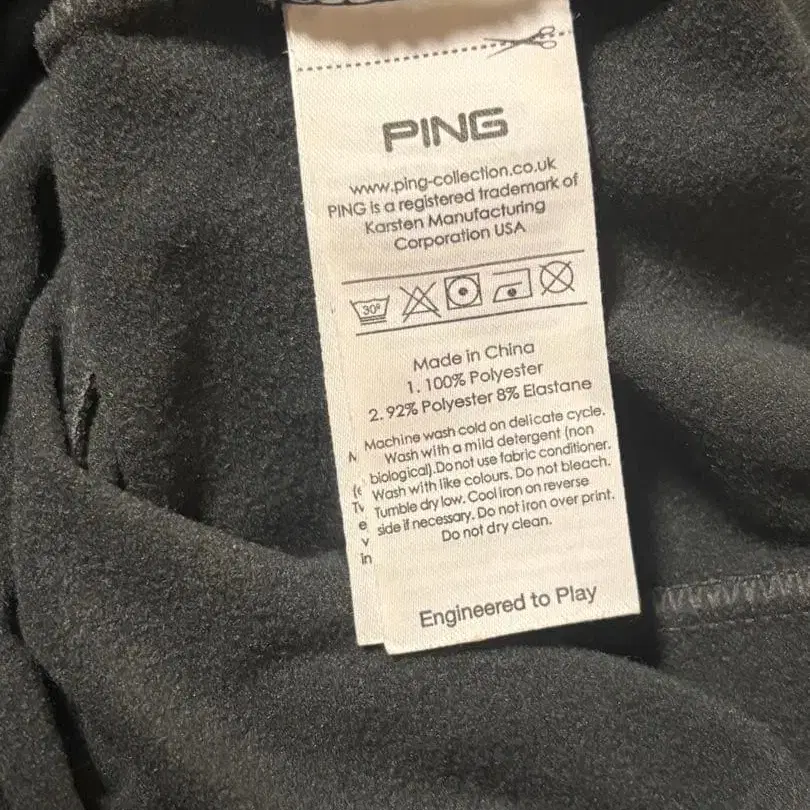 PING
www.ping-collection.co.uk
PING is a registered trademark of
Karsten Manufacturing
Corporation USA
30°
Made in China
1. 100% Polyester
2. 92% Polyester 8% Elastane
Machine wash cold on delicate cycle.
Wash with a mild detergent (non
biological). Do not use fabric conditioner.
Wash with like colours. Do not bleach.
Tumble dry low. Cool iron on reverse
side if necessary. Do not iron over print.
Do not dry clean.
Engineered to Play